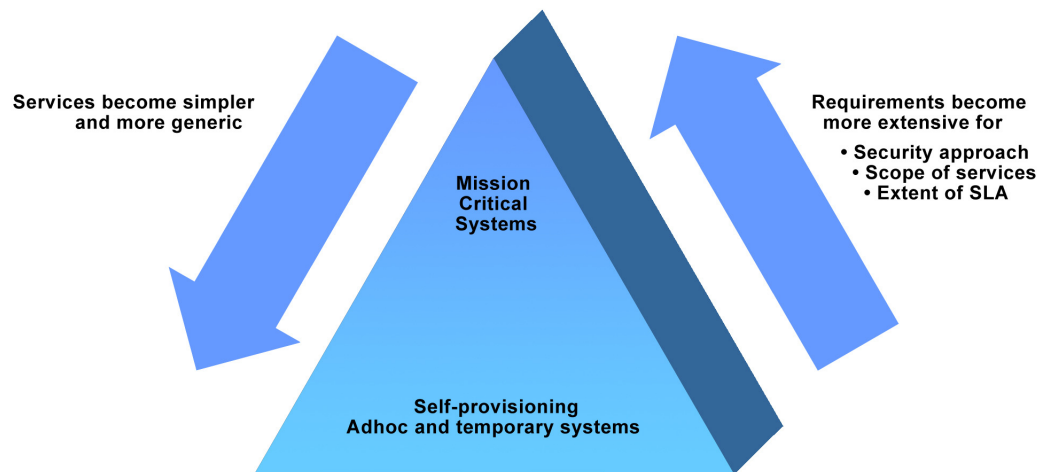 Services become simpler
and more generic
Mission
Critical
Systems
Self-provisioning
Adhoc and temporary systems
Requirements become
more extensive for
• Security approach
• Scope of services
• Extent of SLA